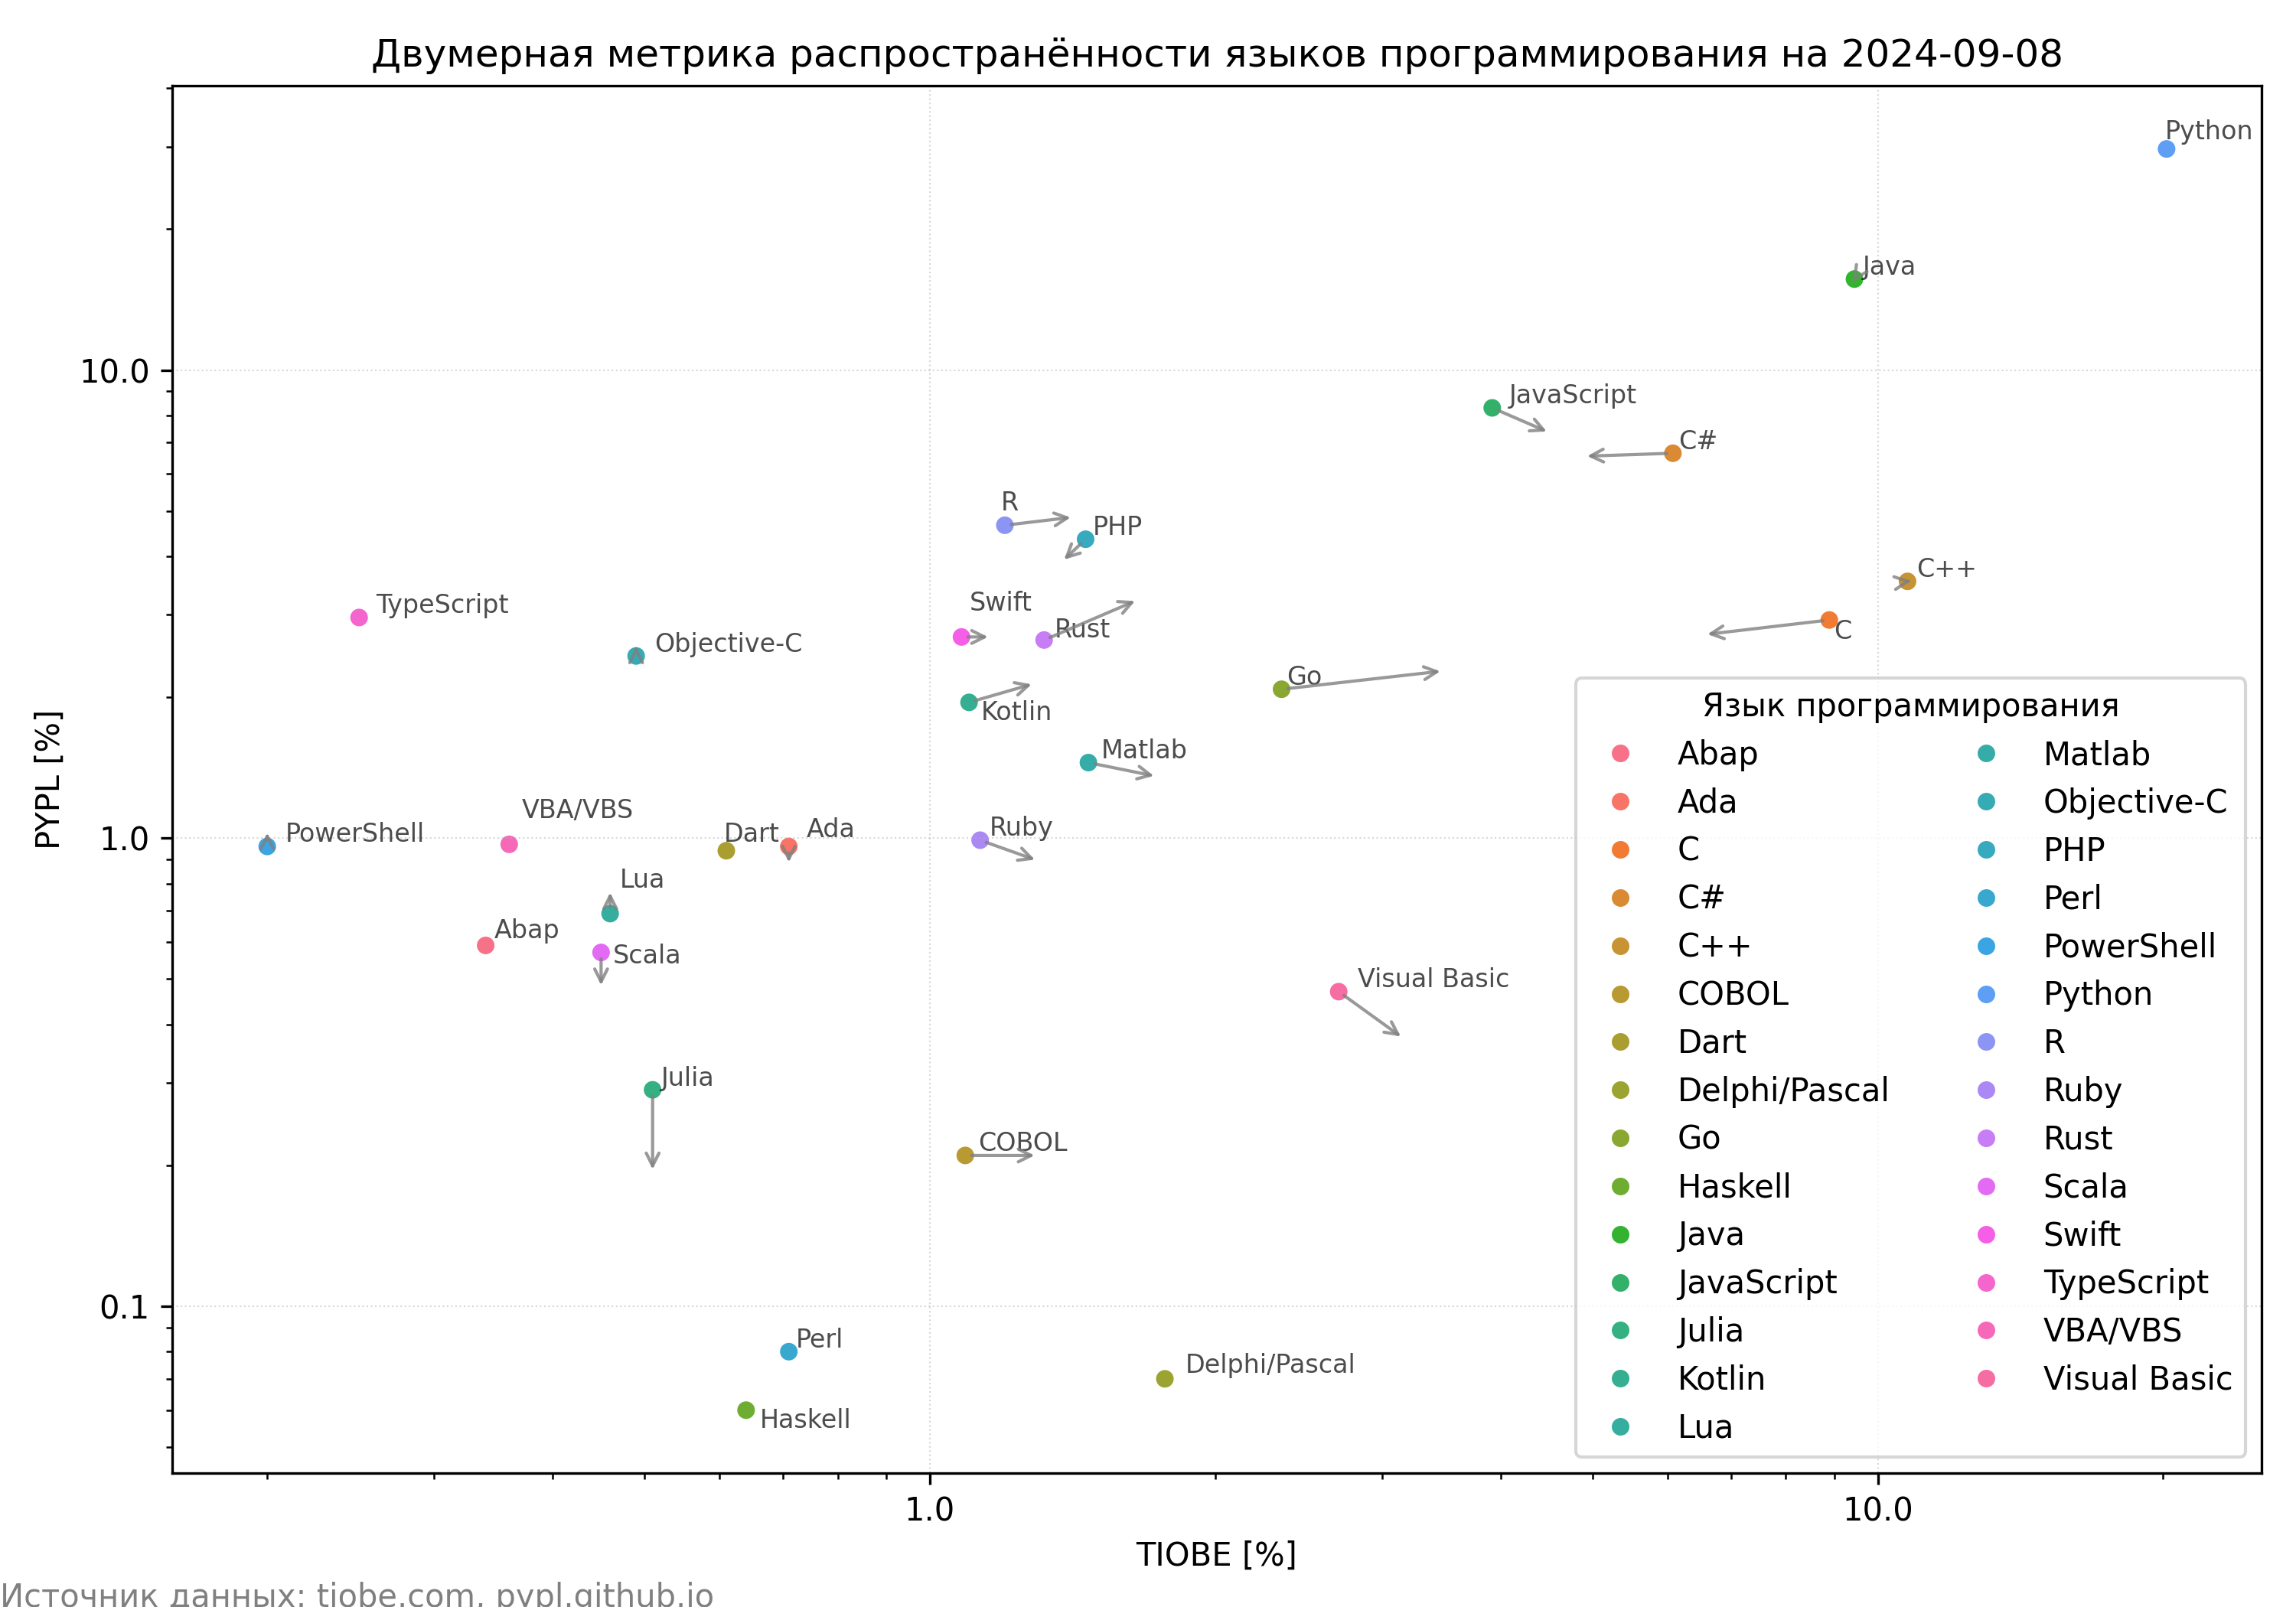 Двумерная метрика распространённости языков программирования на 2024-09-08
Python
Java
10.0
JavaScript
C#
R
PHP
C++
TypeScript
Swift
Rust
C
Objective-C
Go
Kotlin
Matlab
PYPL [%]
1.0
VBA/VBS
PowerShell
Dart
Ada
Ruby
Lua
Abap
Scala
Visual Basic
Julia
COBOL
0.1
Perl
Delphi/Pascal
Haskell
Язык программирования
Abap
Ada
C
C#
C++
COBOL
Dart
Delphi/Pascal
Go
Haskell
Java
JavaScript
Julia
Kotlin
Lua
Matlab
Objective-C
PHP
Perl
PowerShell
Python
R
Ruby
Rust
Scala
Swift
TypeScript
VBA/VBS
Visual Basic
1.0
10.0
TIOBE [%]
Источник данных: tiobe.com, pypl.github.io